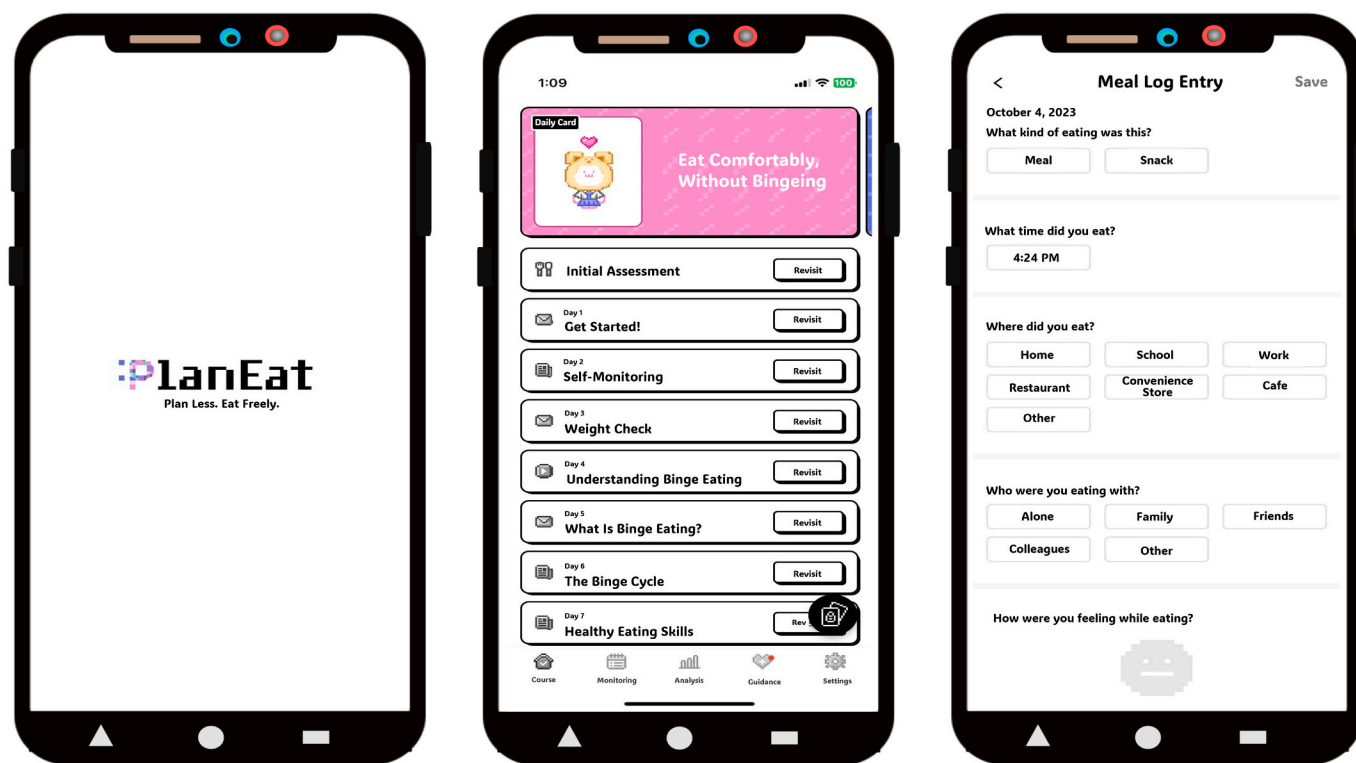 :PlanEat
Plan Less. Eat Freely.
1:09
100
Daily Card
Eat Comfortably,
Without Bingeing
Initial Assessment
Revisit
Day 1
Get Started!
Revisit
Day 2
Self-Monitoring
Revisit
Day 3
Weight Check
Revisit
Day 4
Understanding Binge Eating
Revisit
Day 5
What Is Binge Eating?
Revisit
Day 6
The Binge Cycle
Revisit
Day 7
Healthy Eating Skills
Rev
Course
Monitoring
Analysis
Guidance
Settings
< Meal Log Entry Save
October 4, 2023
What kind of eating was this?
Meal Snack
What time did you eat?
4:24 PM
Where did you eat?
Home School Work
Restaurant Convenience Store Cafe
Other
Who were you eating with?
Alone Family Friends
Colleagues Other
How were you feeling while eating?